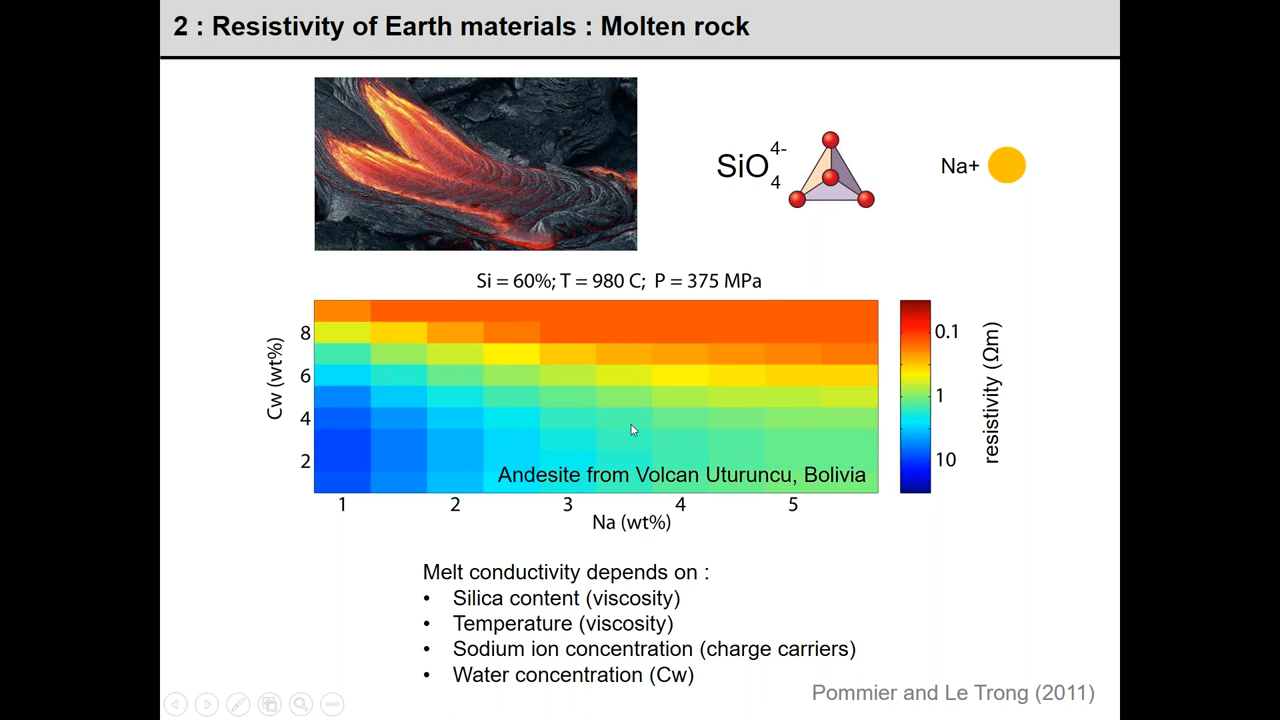 2 : Resistivity of Earth materials : Molten rock
SiO 4-
4
Na+
Si = 60%; T = 980 C; P = 375 MPa
Cw (wt%)
8
6
4
2
1 2 3 4 5
Na (wt%)
Andesite from Volcan Uturuncu, Bolivia
0.1
1
10
resistivity (Ωm)
Melt conductivity depends on :
• Silica content (viscosity)
• Temperature (viscosity)
• Sodium ion concentration (charge carriers)
• Water concentration (Cw)
Pommier and Le Trong (2011)